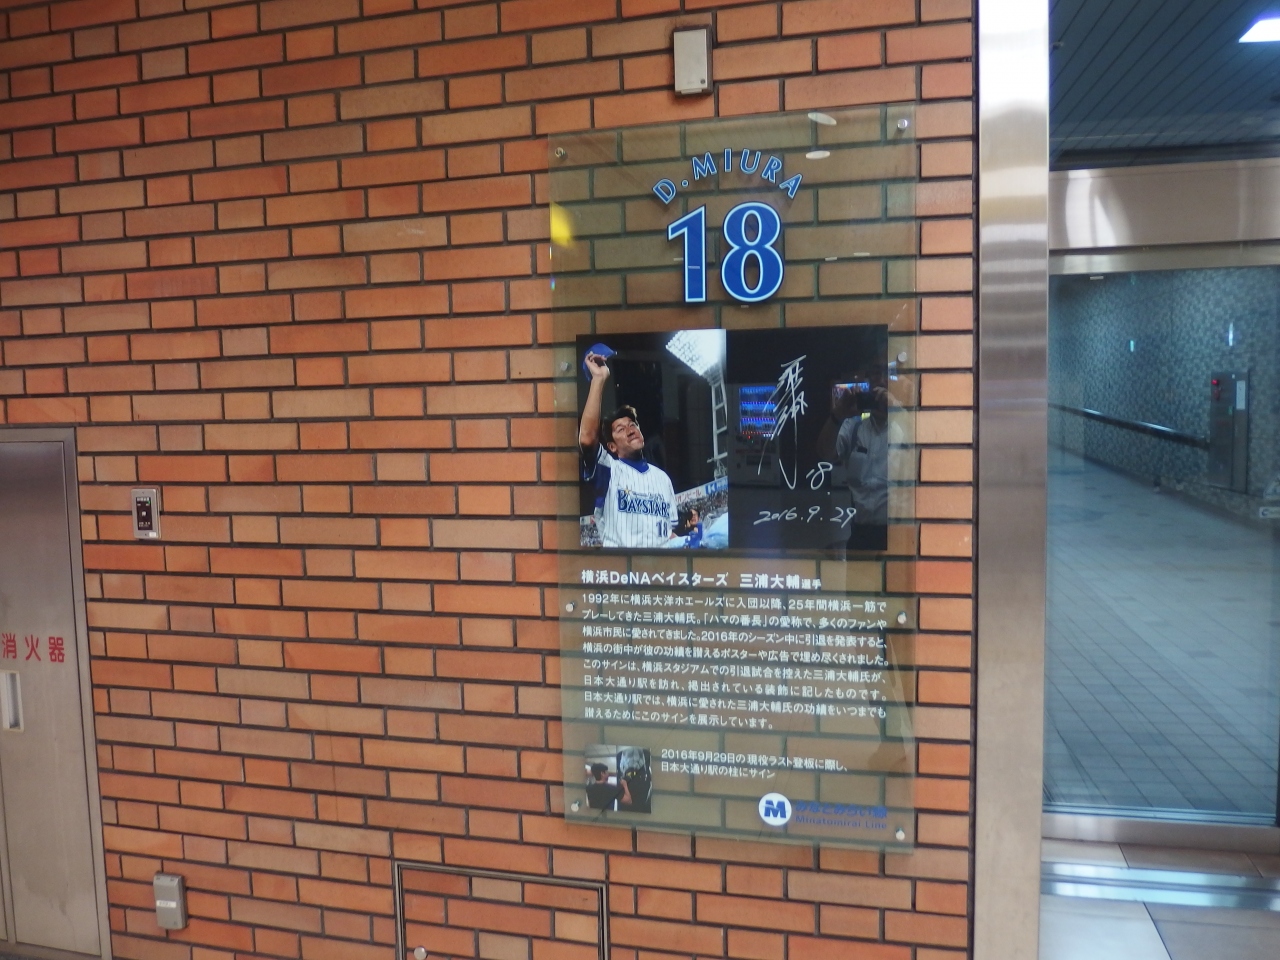 D.MIURA
18
BAYSTARS
18
18.
2016.9.29
横浜DeNAベイスターズ 三浦大輔選手
1992年に横浜大洋ホエールズに入団以降、25年間横浜一筋で
プレーしてきた三浦大輔氏。「ハマの番長」の愛称で、多くのファンや
横浜市民に愛されてきました。2016年のシーズン中に引退を発表すると、
横浜の街中が彼の功績を讃えるポスターや広告で埋め尽くされました。
このサインは、横浜スタジアムでの引退試合を控えた三浦大輔氏が、
日本大通り駅を訪れ、掲出されている装飾に記したものです。
日本大通り駅では、横浜に愛された三浦大輔氏の功績をいつまでも
讃えるためにこのサインを展示しています。
2016年9月29日の現役ラスト登板に際し、
日本大通り駅の柱にサイン
M みなとみらい線
Minatomirai Line
消火器